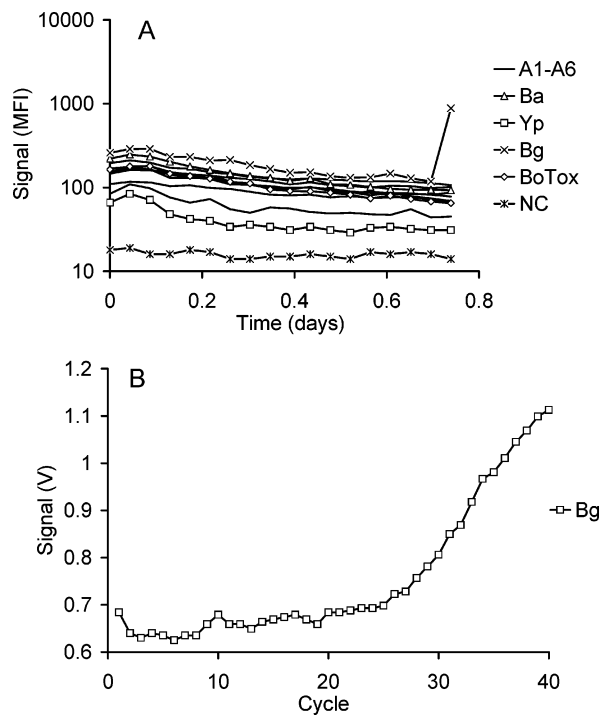 A
10000
1000
100
10
Signal (MFI)
0
0.2
0.4
0.6
0.8
Time (days)
A1-A6
Ba
Yp
Bg
BoTox
NC
B
1.2
1.1
1
0.9
0.8
0.7
0.6
Signal (V)
0
10
20
30
40
Cycle
Bg